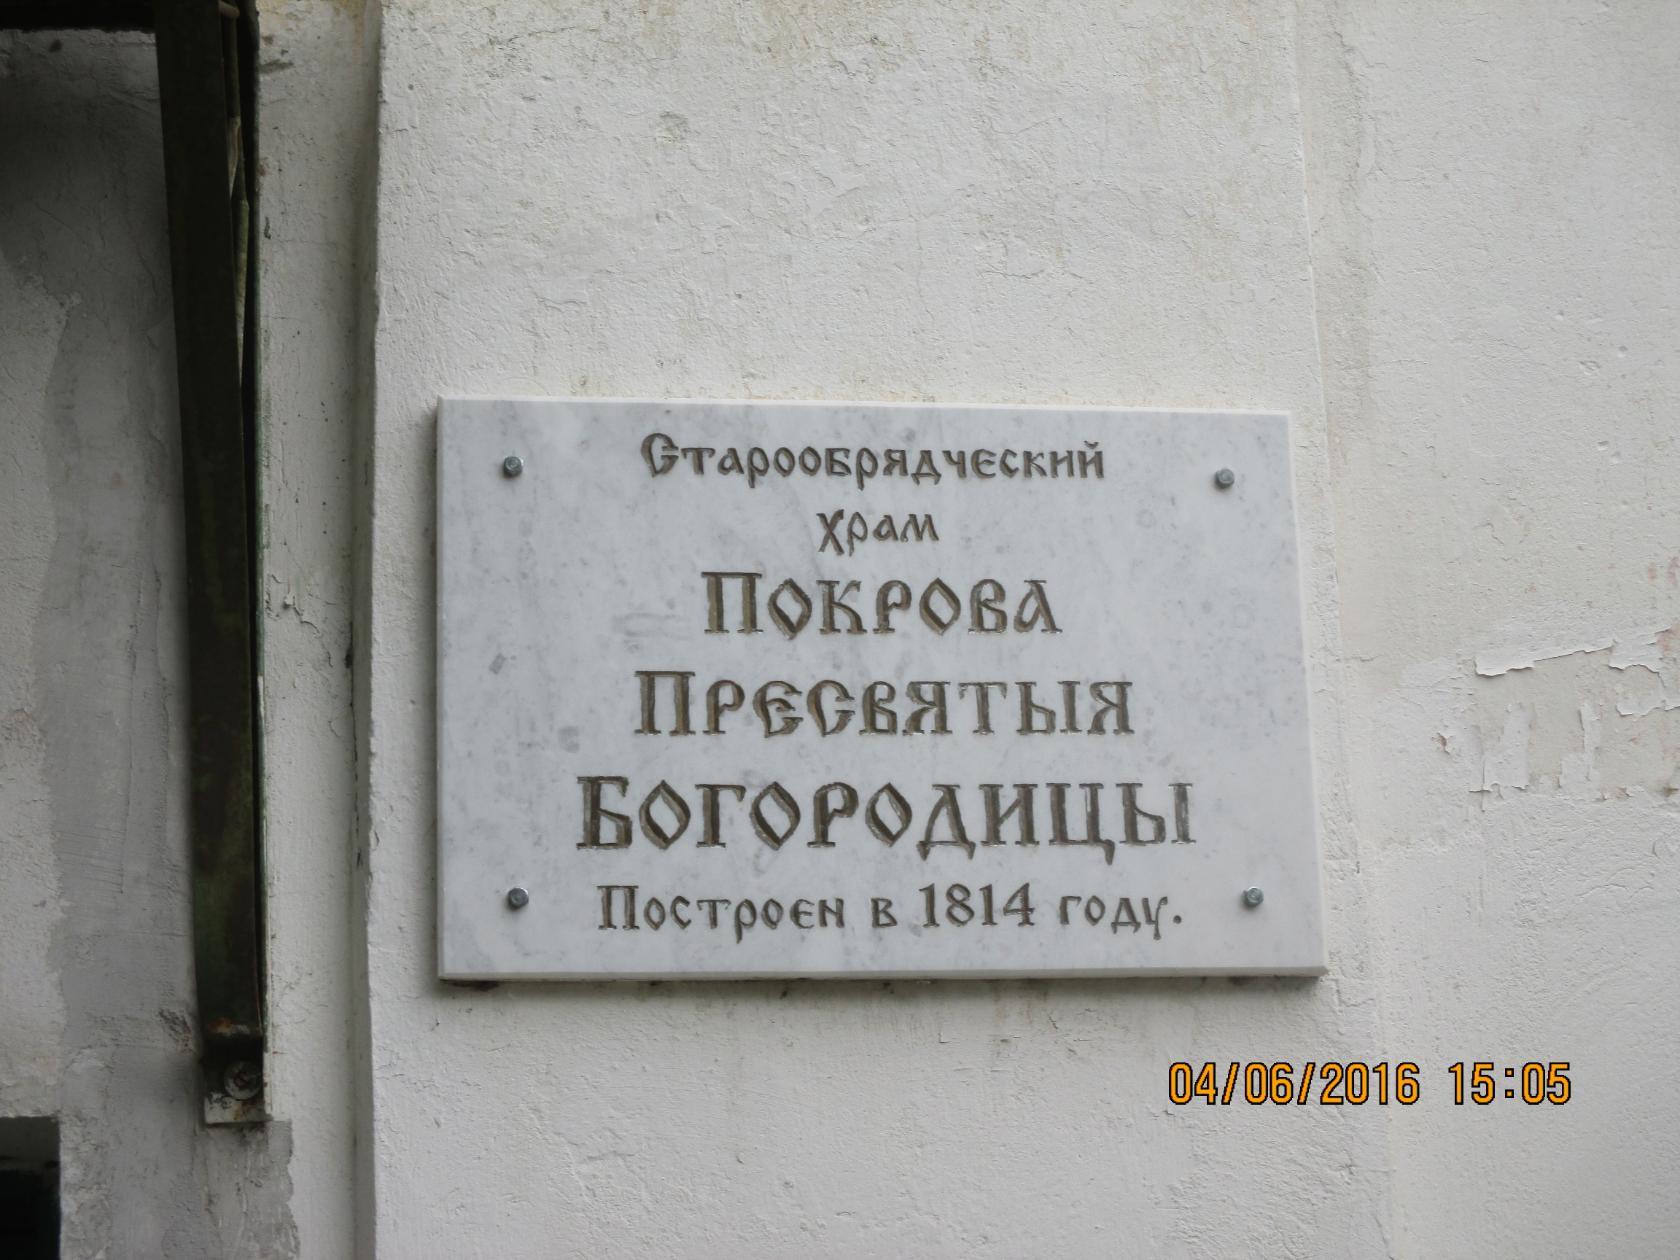 Старообрядческий
храм
Покрова
Пресвятыя
Богородицы
Построен в 1814 году.
04/06/2016 15:05